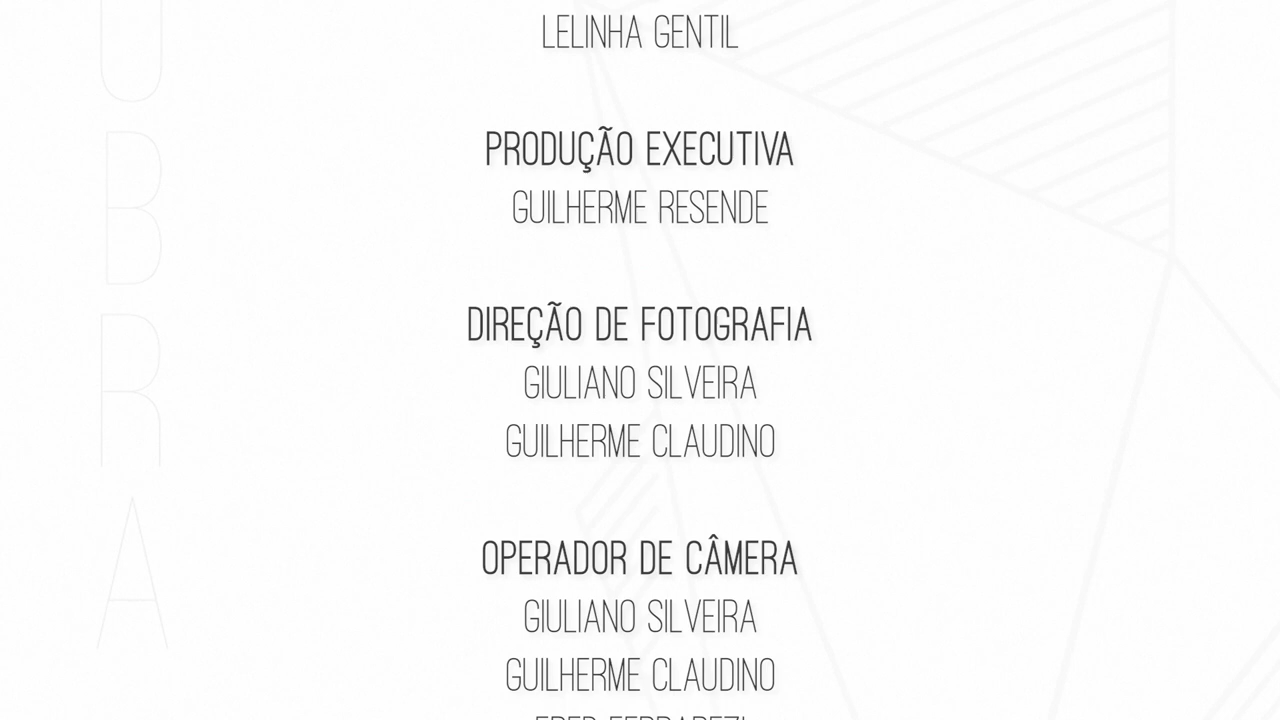 LELINHA GENTIL
PRODUÇÃO EXECUTIVA
GUILHERME RESENDE
DIREÇÃO DE FOTOGRAFIA
GIULIANO SILVEIRA
GUILHERME CLAUDINO
OPERADOR DE CÂMERA
GIULIANO SILVEIRA
GUILHERME CLAUDINO
UBRA